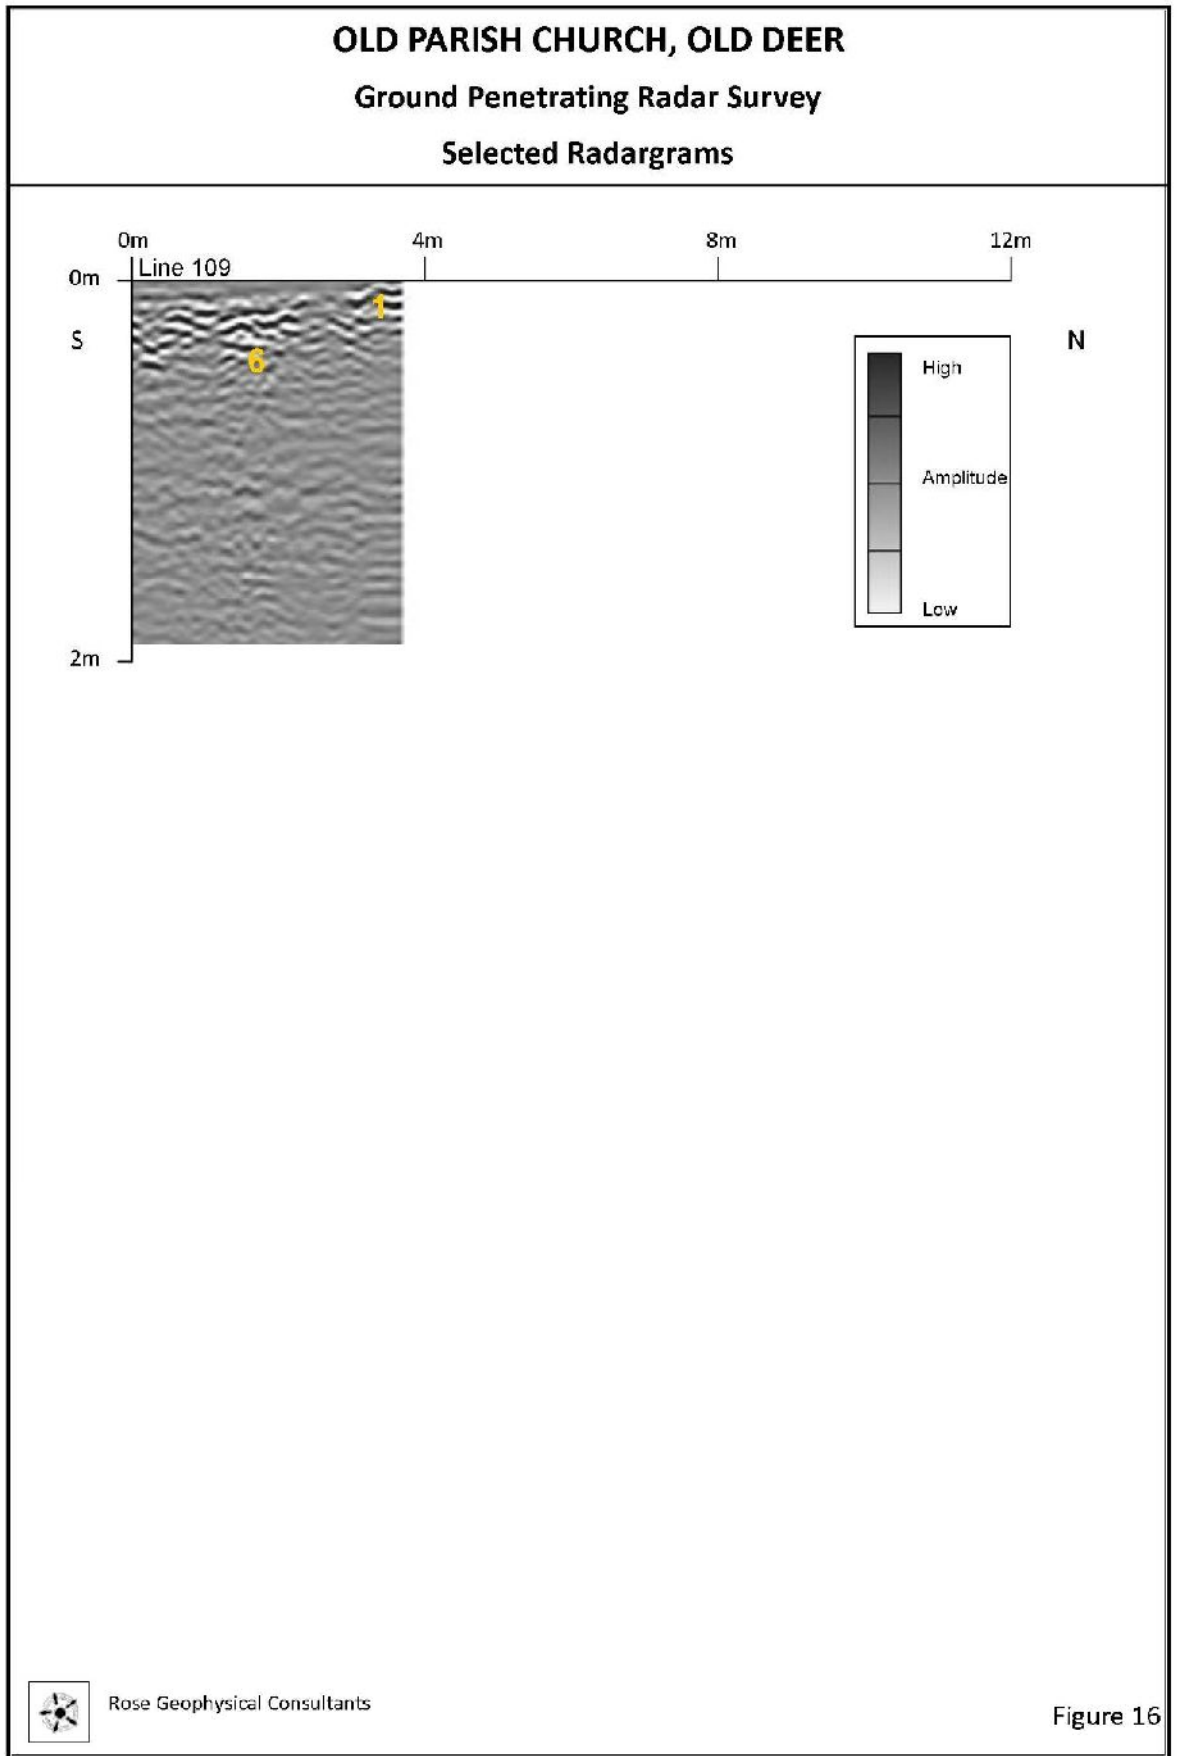 OLD PARISH CHURCH, OLD DEER
Ground Penetrating Radar Survey
Selected Radargrams
0m 4m 8m 12m
0m Line 109
1
S N
6
High
Amplitude
Low
2m
Rose Geophysical Consultants
Figure 16